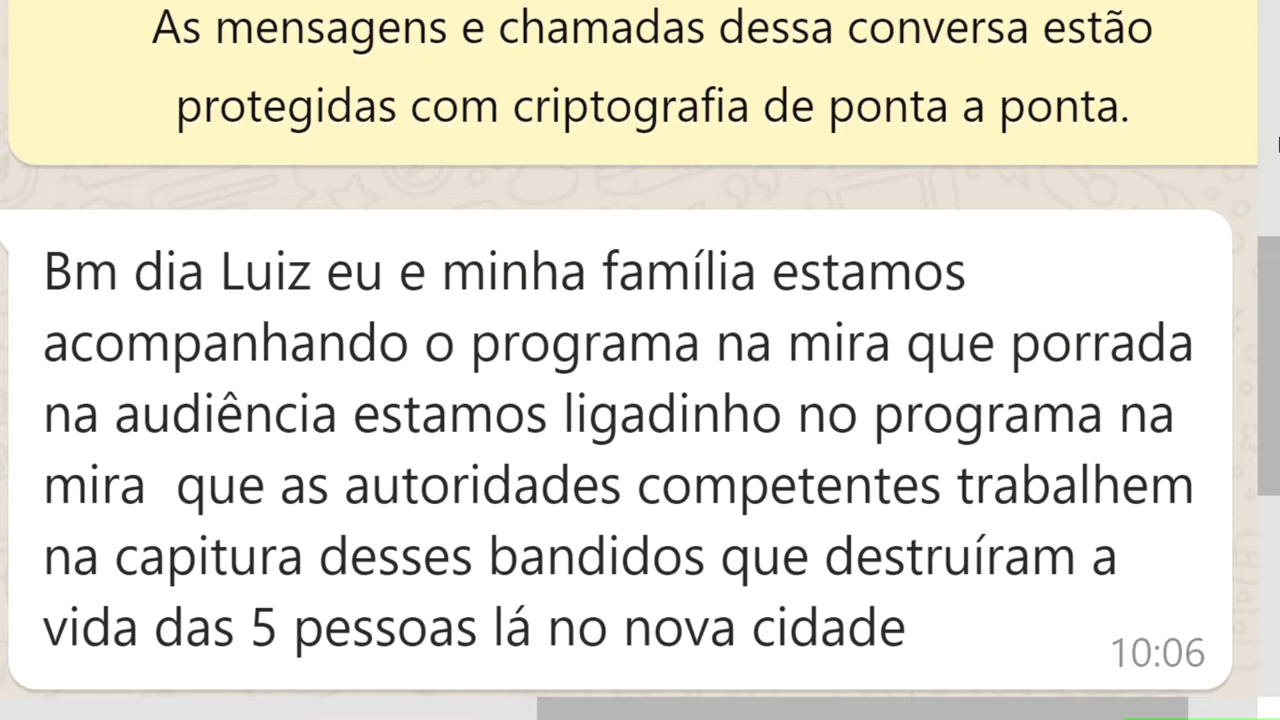 As mensagens e chamadas dessa conversa estão
protegidas com criptografia de ponta a ponta.
Bm dia Luiz eu e minha família estamos
acompanhando o programa na mira que porrada
na audiência estamos ligadinho no programa na
mira  que as autoridades competentes trabalhem
na capitura desses bandidos que destruíram a
vida das 5 pessoas lá no nova cidade
10:06